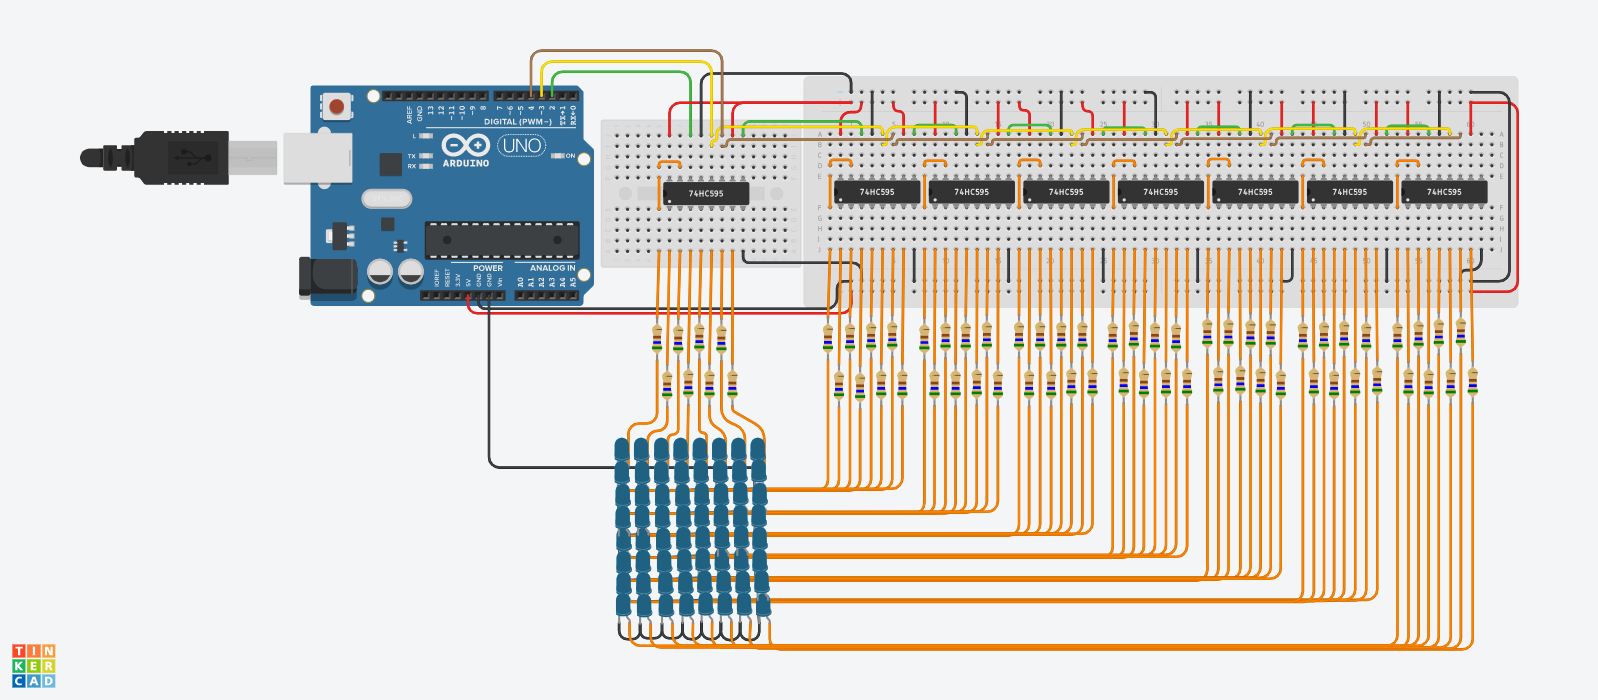 AREF
GND
13
12
~11
~10
~9
8
7
~6
~5
4
~3
2
TX→1
RX←0
DIGITAL (PWM~)
L
TX
RX
ARDUINO
UNO
ON
IOREF
RESET
3.3V
5V
GND
GND
Vin
POWER
ANALOG IN
A0
A1
A2
A3
A4
A5
74HC595
74HC595
74HC595
74HC595
74HC595
74HC595
74HC595
74HC595
TIN
KER
CAD